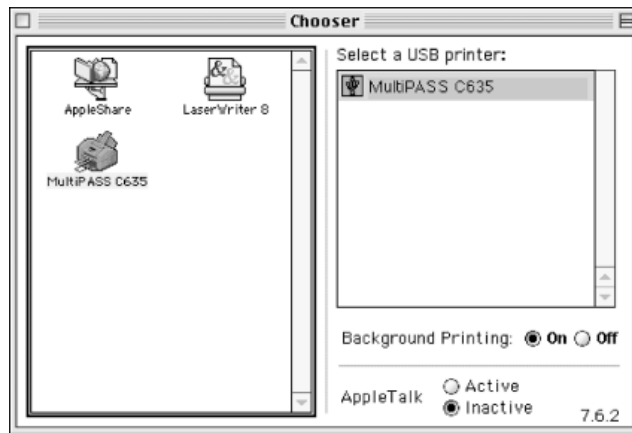 Chooser
AppleShare
LaserWriter 8
MultiPASS C635
Select a USB printer:
MultiPASS C635
Background Printing: On Off
AppleTalk
Active
Inactive
7.6.2